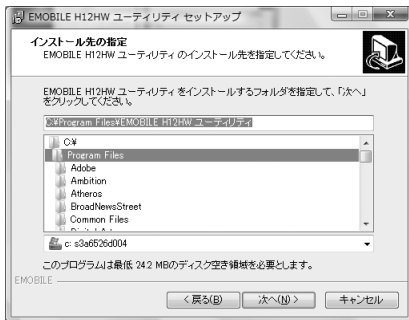 EMOBILE H12HW ユーティリティ セットアップ
インストール先の指定
EMOBILE H12HW ユーティリティ のインストール先を指定してください。
EMOBILE H12HW ユーティリティ をインストールするフォルダを指定して、「次へ」
をクリックしてください。
C:¥Program Files¥EMOBILE H12HW ユーティリティ
C:¥
Program Files
Adobe
Ambition
Atheros
BroadNewsStreet
Common Files
c: s3a6526d004
このプログラムは最低 24.2 MBのディスク空き領域を必要とします。
EMOBILE
< 戻る(B) 次へ(N) > キャンセル